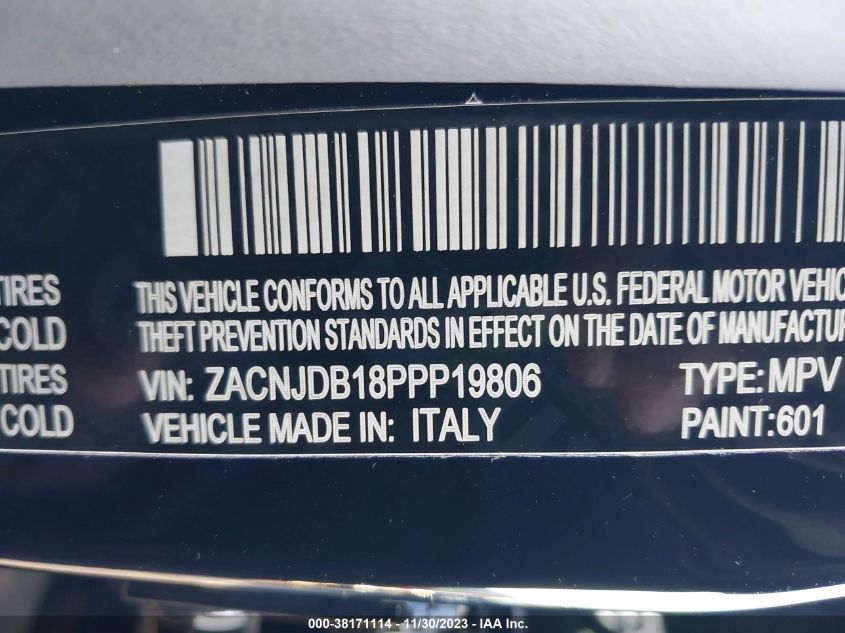 TIRES
COLD
TIRES
COLD
THIS VEHICLE CONFORMS TO ALL APPLICABLE U.S. FEDERAL MOTOR VEHIC
THEFT PREVENTION STANDARDS IN EFFECT ON THE DATE OF MANUFACTUR
VIN: ZACNJDB18PPP19806 TYPE: MPV
VEHICLE MADE IN: ITALY PAINT: 601
000-38171114 - 11/30/2023 - IAA Inc.